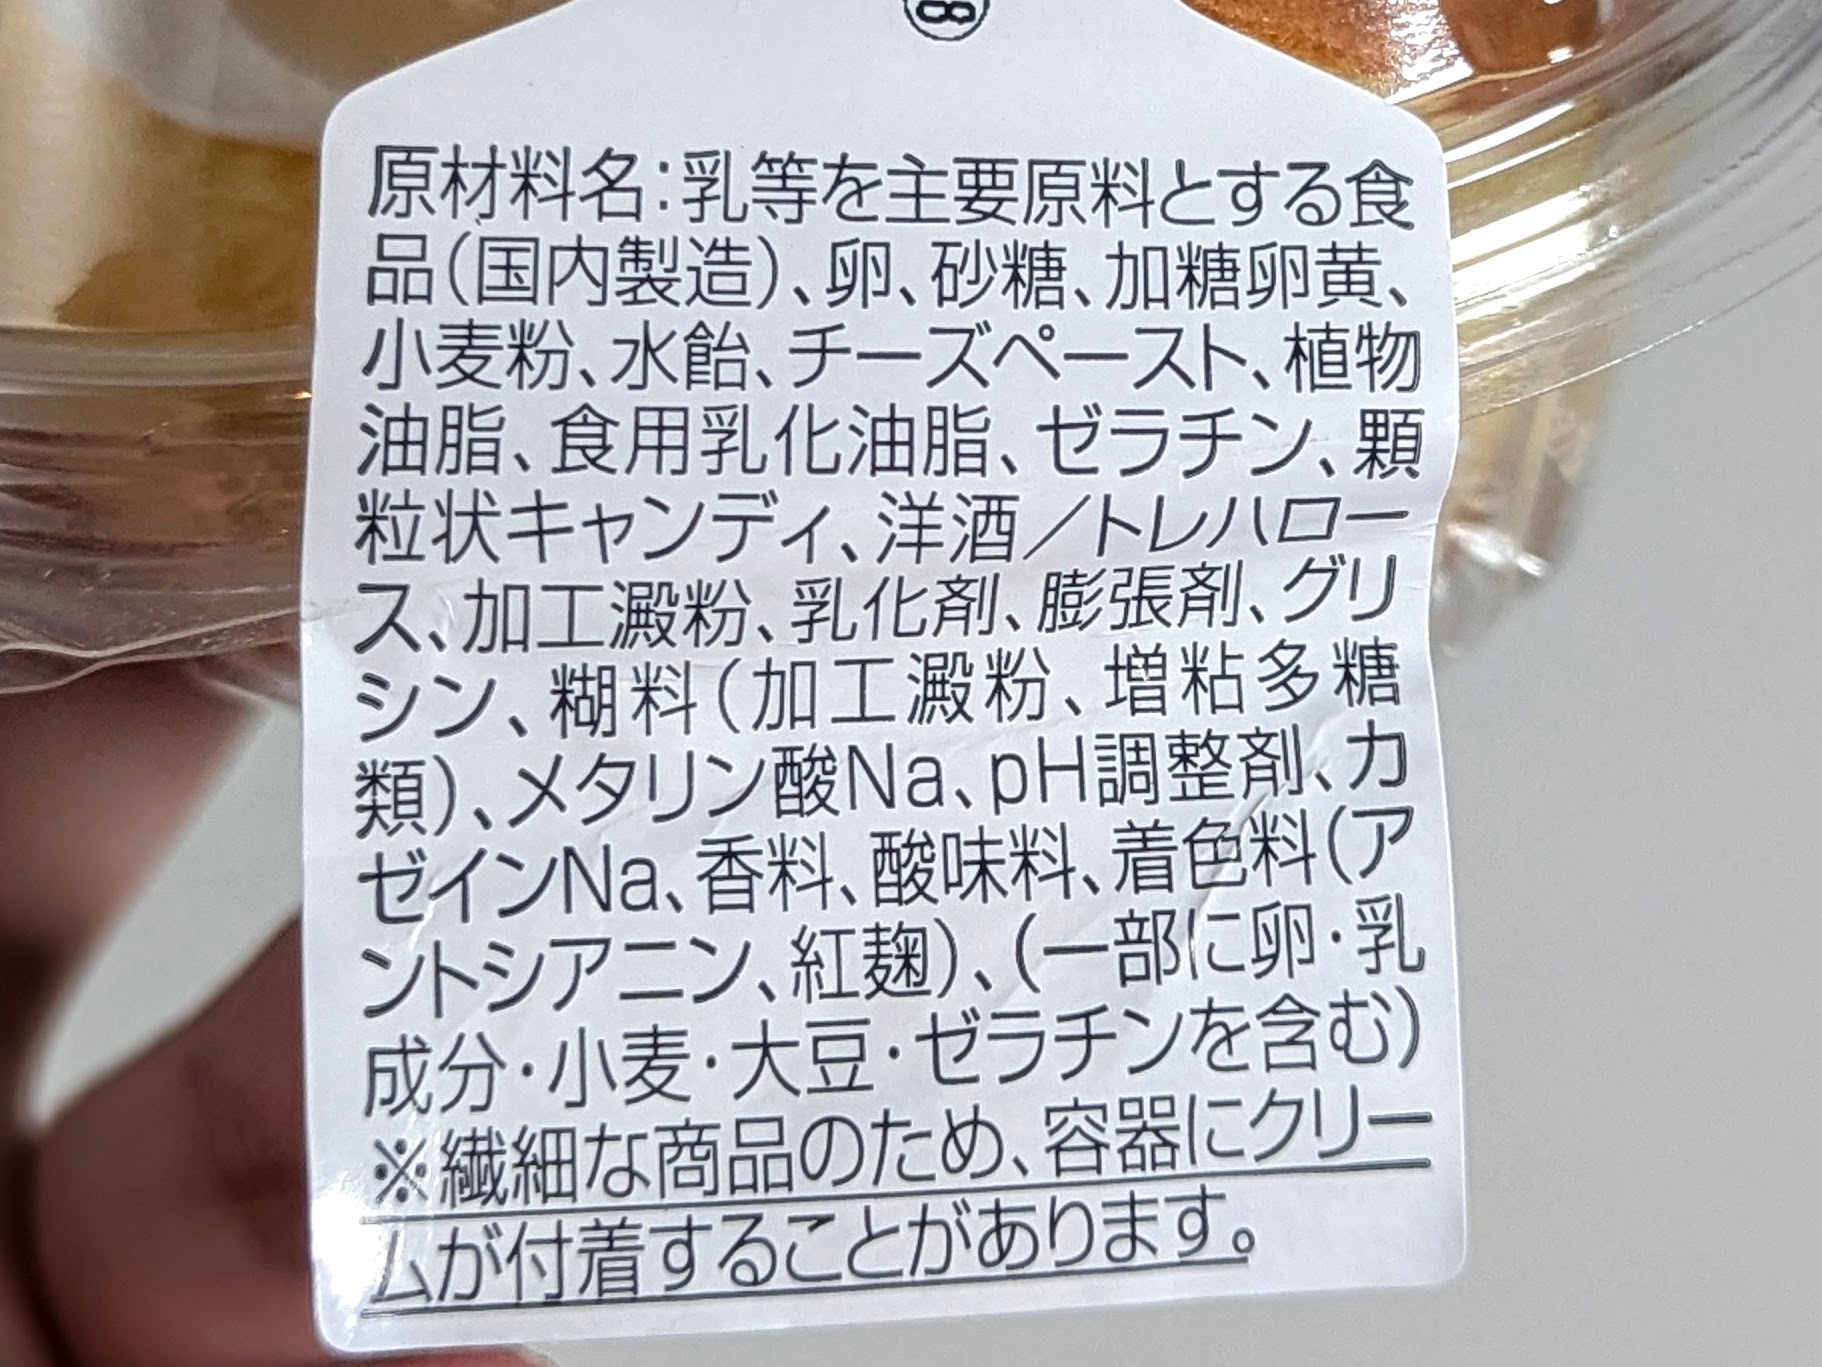 ⑧
原材料名:乳等を主要原料とする食
品(国内製造)、卵、砂糖、加糖卵黄、
小麦粉、水飴、チーズペースト、植物
油脂、食用乳化油脂、ゼラチン、顆
粒状キャンディ、洋酒/トレハロー
ス、加工澱粉、乳化剤、膨張剤、グリ
シン、糊料(加工澱粉、増粘多糖
類)、メタリン酸Na、pH調整剤、カ
ゼインNa、香料、酸味料、着色料(ア
ントシアニン、紅麹)、(一部に卵・乳
成分・小麦・大豆・ゼラチンを含む)
※繊細な商品のため、容器にクリー
ムが付着することがあります。